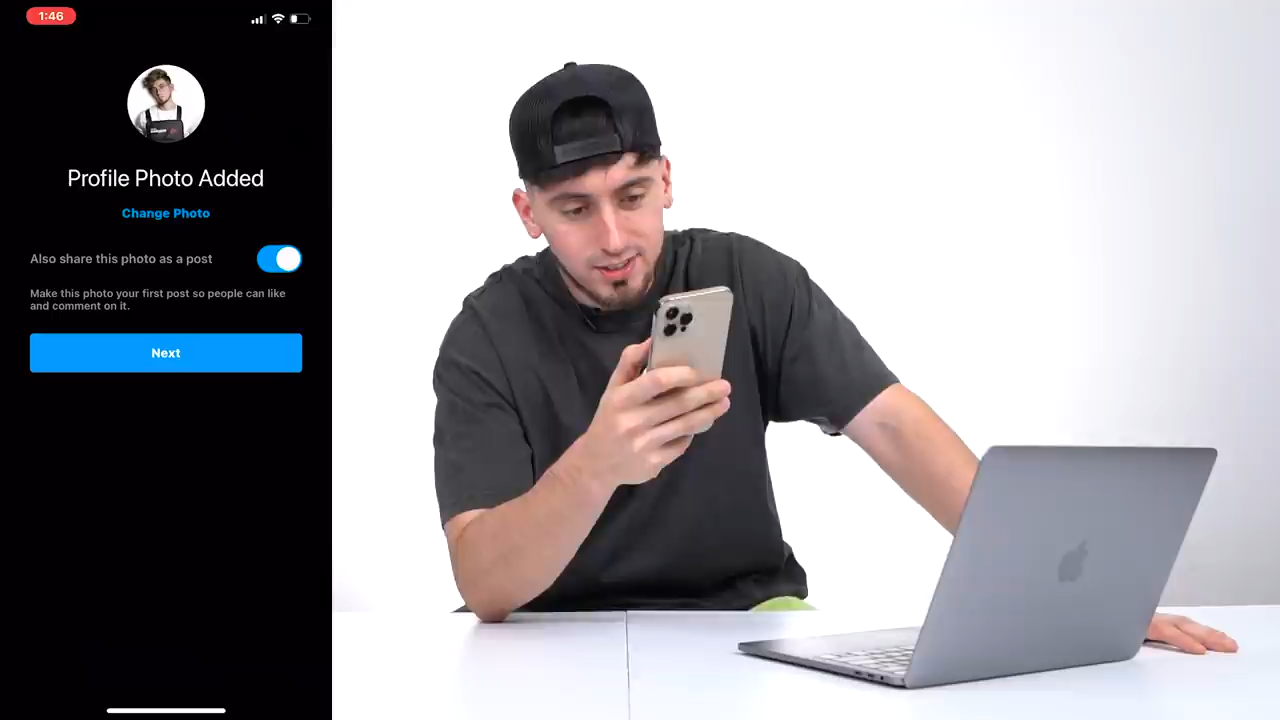 1:46
Profile Photo Added
Change Photo
Also share this photo as a post
Make this photo your first post so people can like
and comment on it.
Next